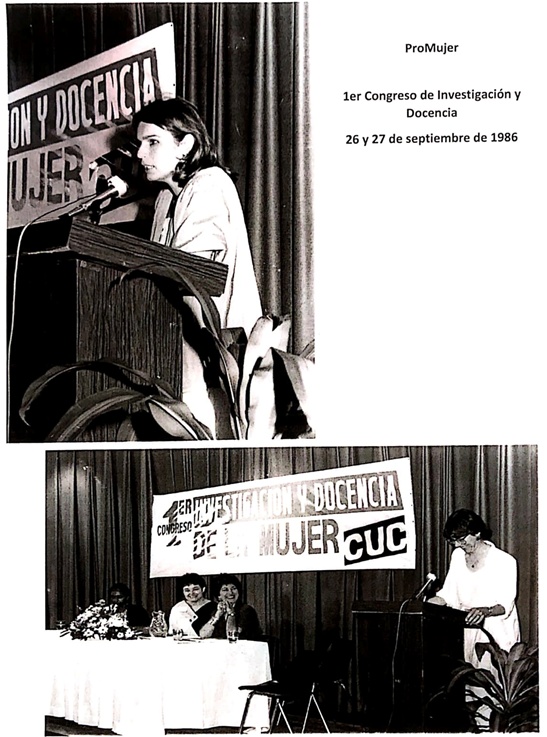 ProMujer
1er Congreso de Investigación y
Docencia
26 y 27 de septiembre de 1986
ON Y DOCENCIA
UJER
1ER INVESTIGACION Y DOCENCIA
CONGRESO
DE LA MUJER CUC